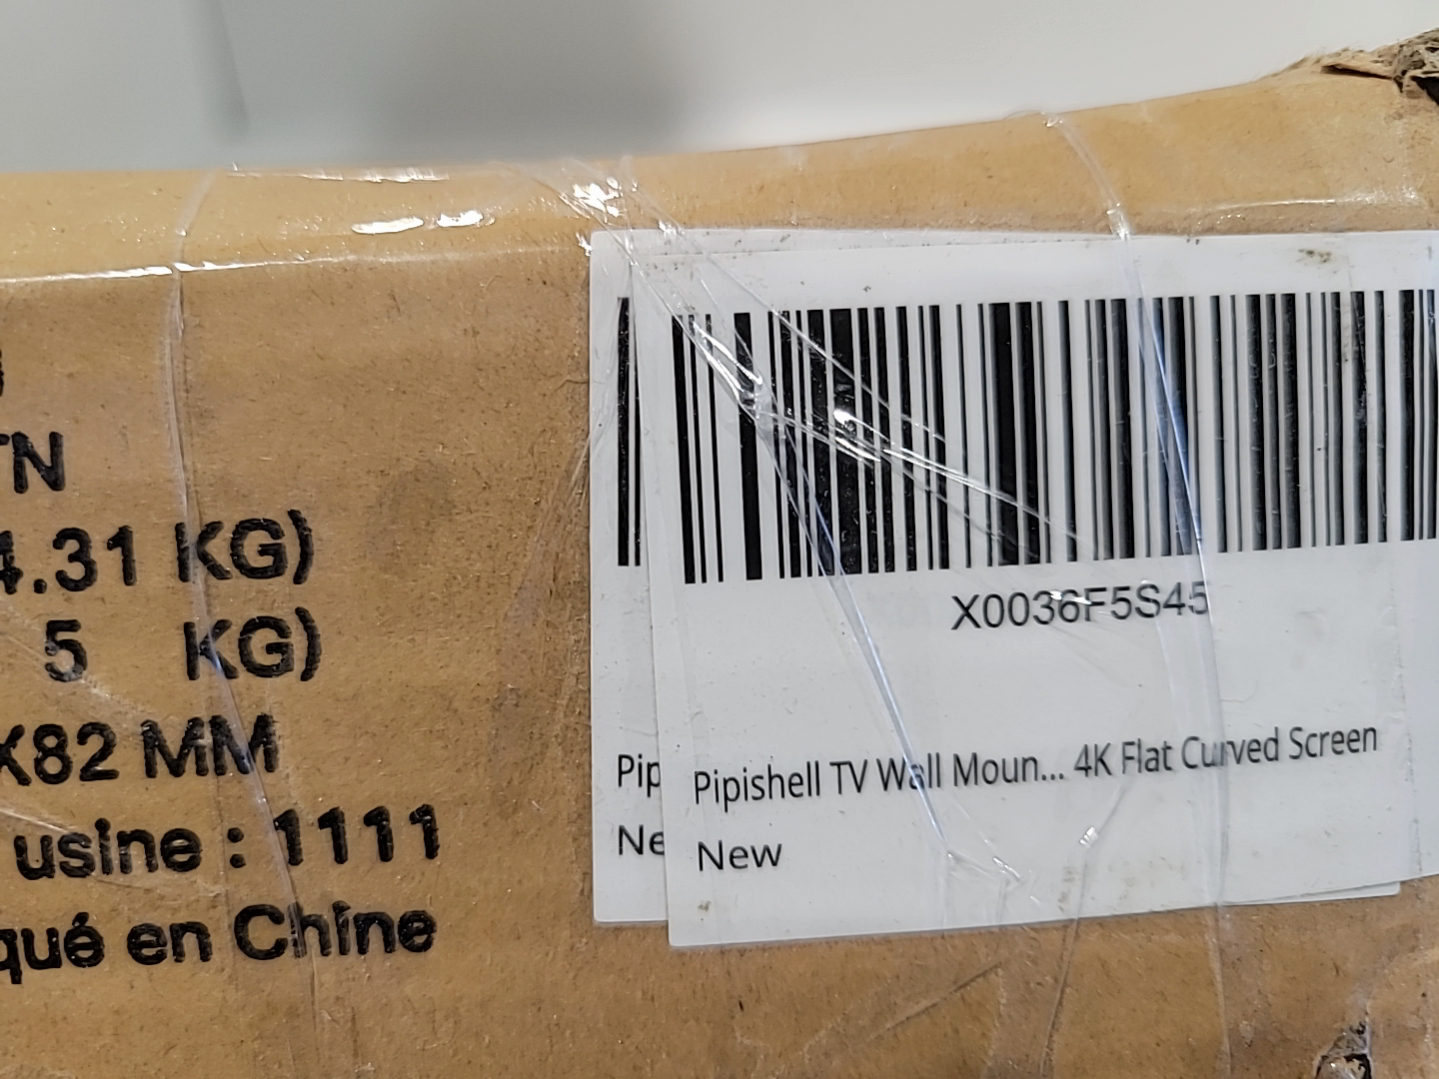 TN
4.31 KG)
5 KG)
X82 MM
usine : 1111
qué en Chine
X0036F5S45
Pipishell TV Wall Moun... 4K Flat Curved Screen
New
Pip
Ne